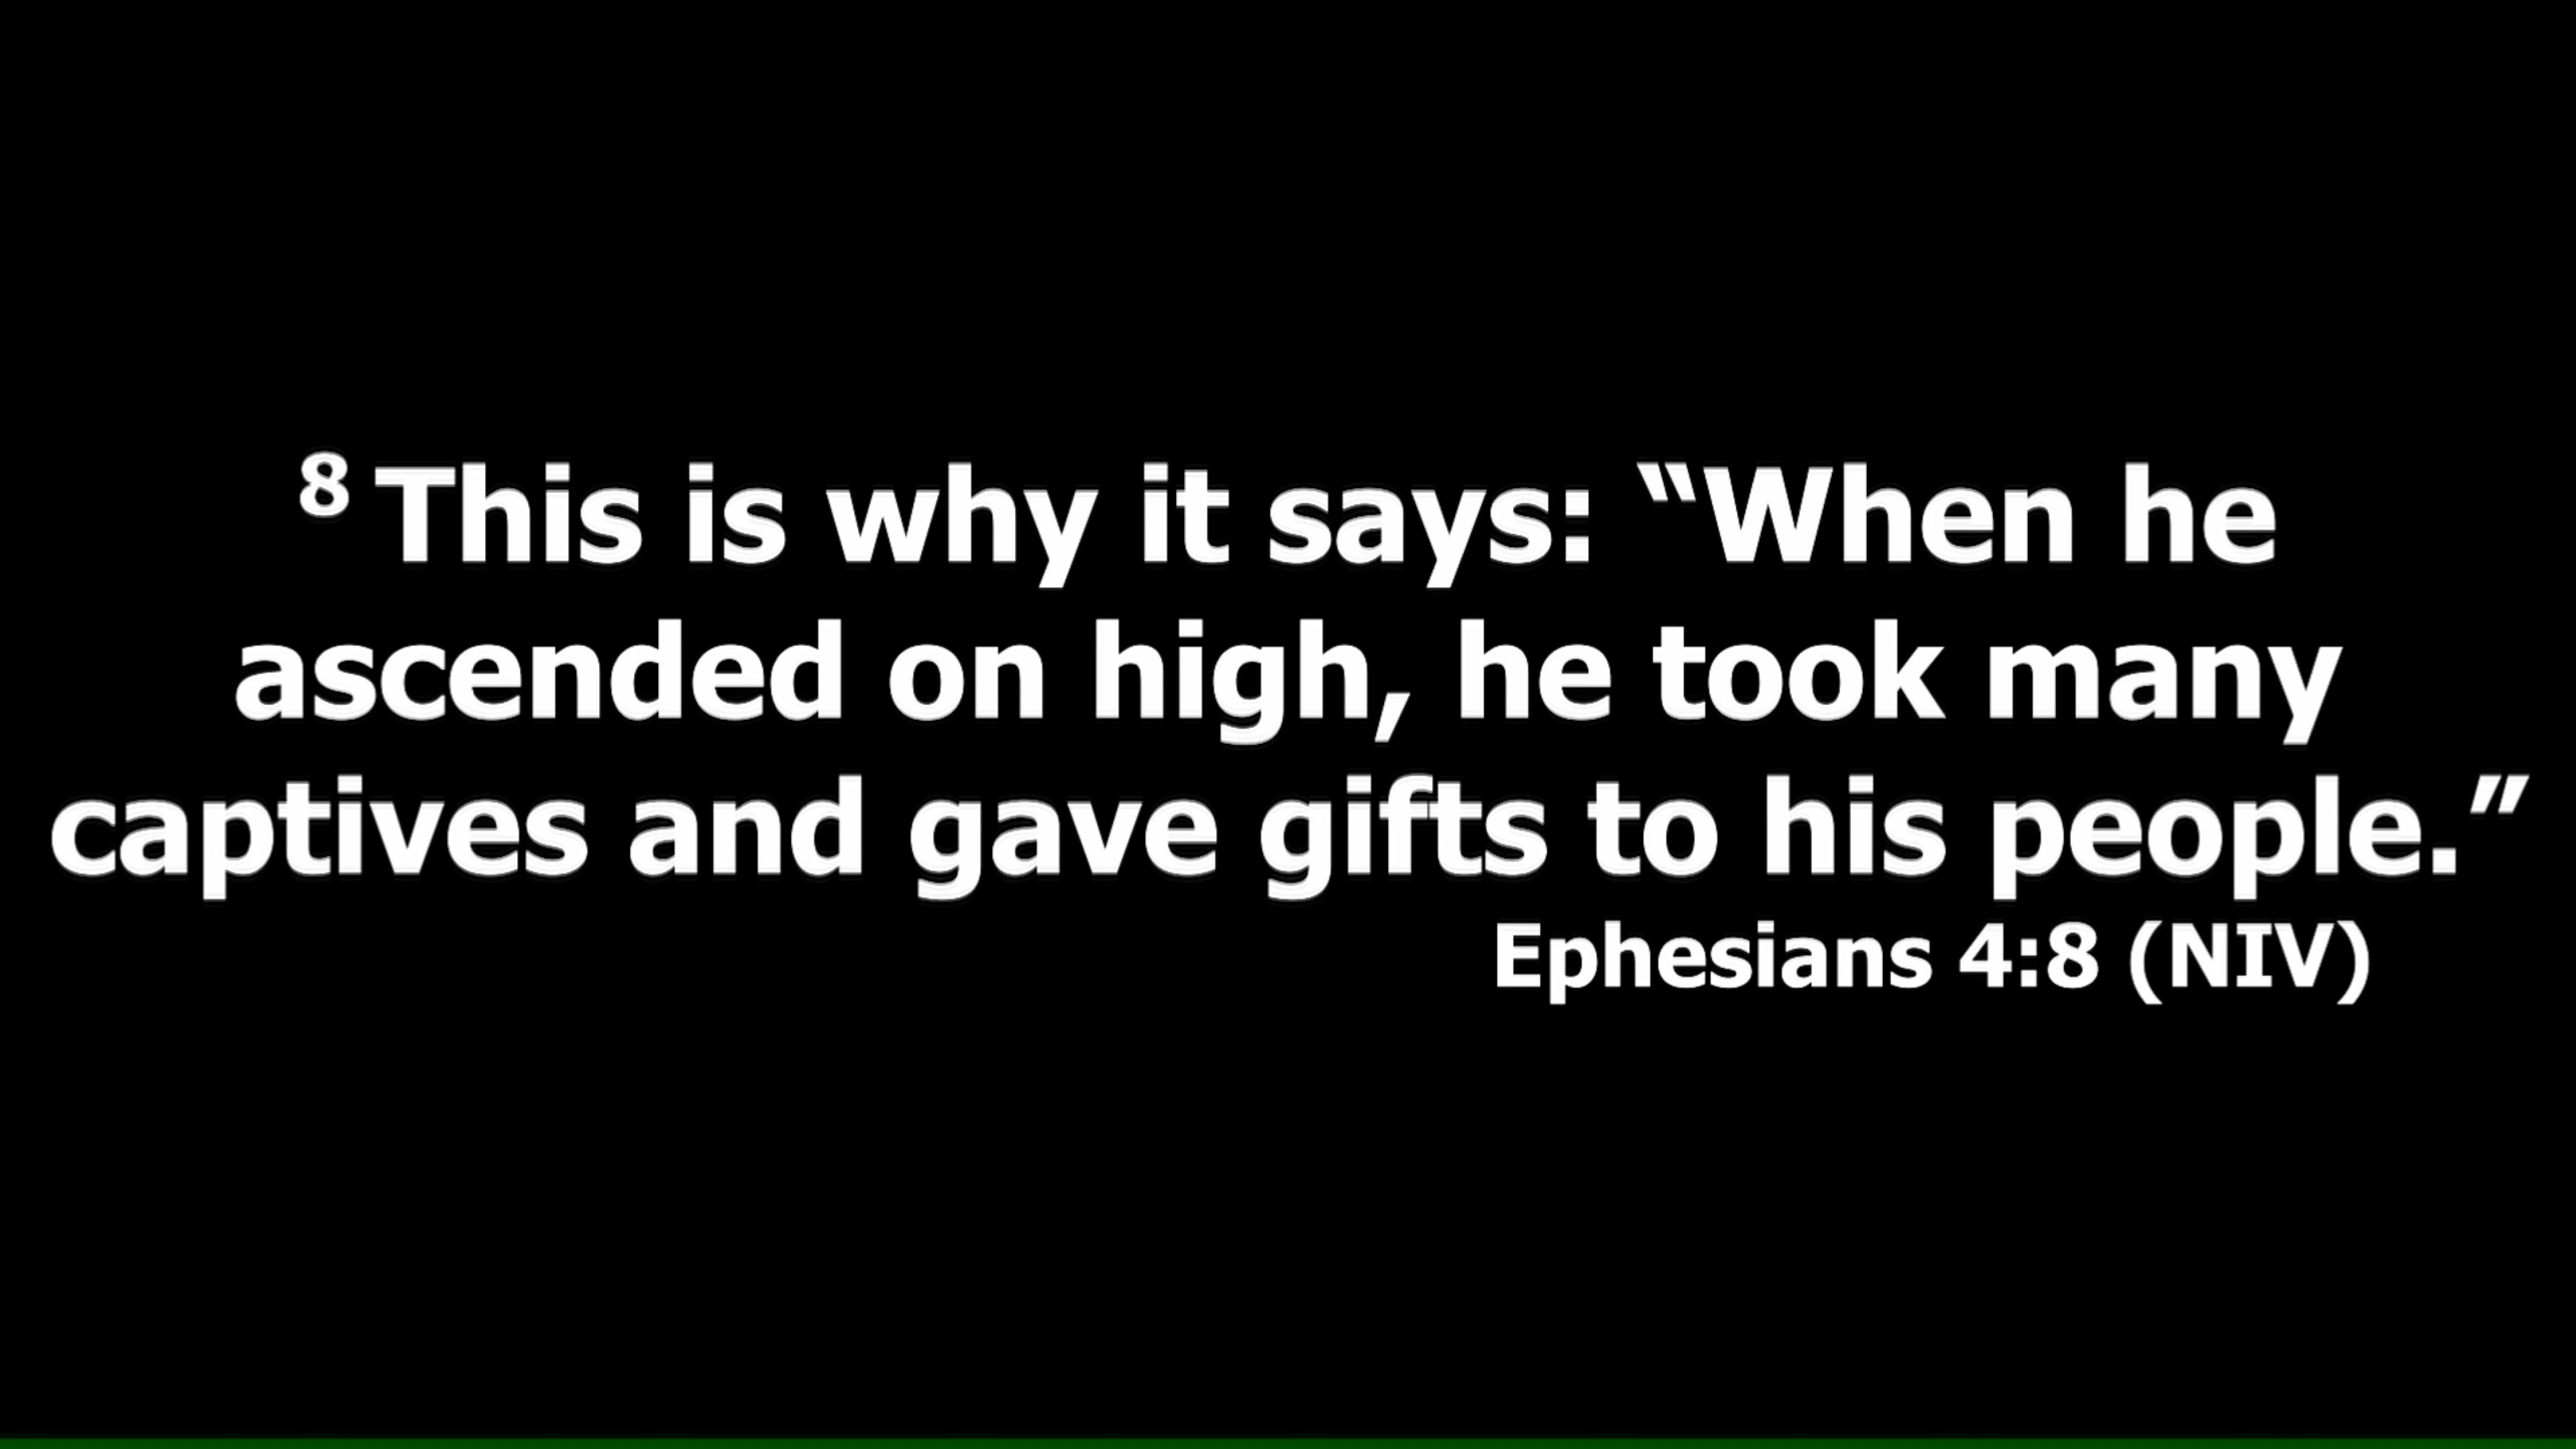 ⁸ This is why it says: “When he
ascended on high, he took many
captives and gave gifts to his people.”
Ephesians 4:8 (NIV)